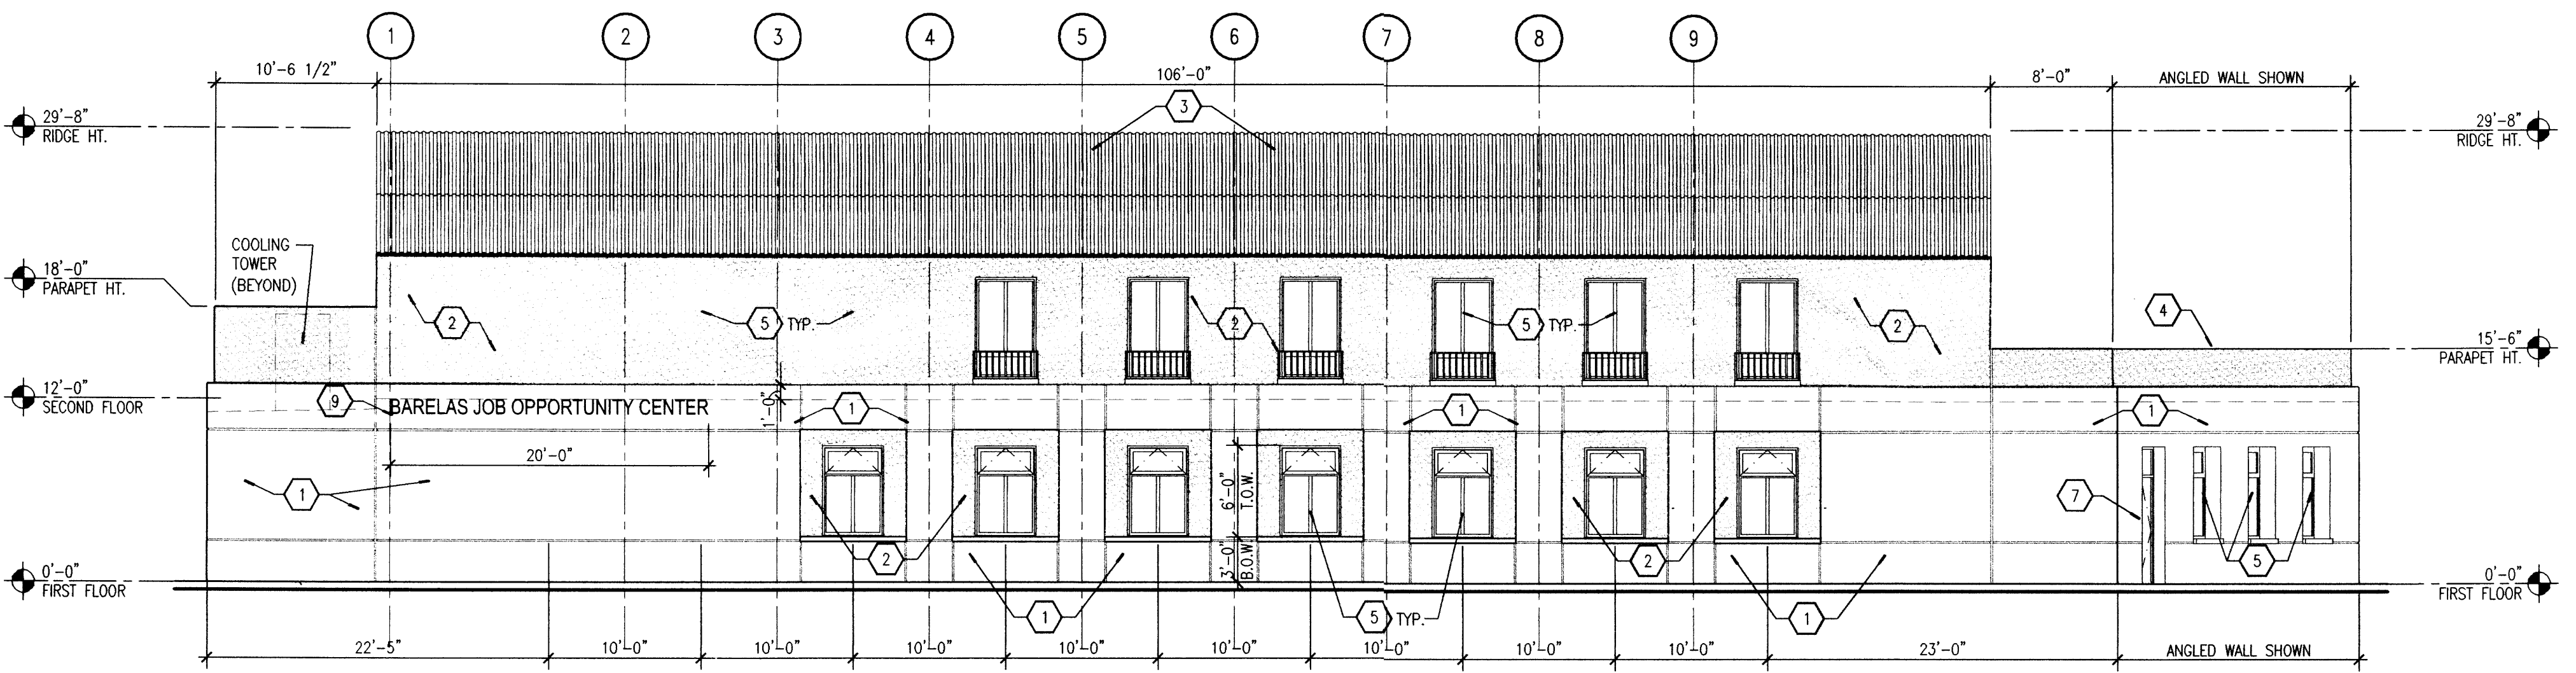 1 2 3 4 5 6 7 8 9
10'-6 1/2" 106'-0" 8'-0" ANGLED WALL SHOWN
3
29'-8"
RIDGE HT.
29'-8"
RIDGE HT.
COOLING
TOWER
(BEYOND)
18'-0"
PARAPET HT.
4
2 5 TYP. 2 5 TYP. 2
15'-6"
PARAPET HT.
12'-0"
SECOND FLOOR
9 BARELAS JOB OPPORTUNITY CENTER
1'-0"
1 1 1
20'-0"
1
6'-0"
T.O.W.
7
3'-0"
B.O.W.
2 2 5
0'-0"
FIRST FLOOR
0'-0"
FIRST FLOOR
1 5 TYP. 1
22'-5" 10'-0" 10'-0" 10'-0" 10'-0" 10'-0" 10'-0" 10'-0" 10'-0" 23'-0" ANGLED WALL SHOWN